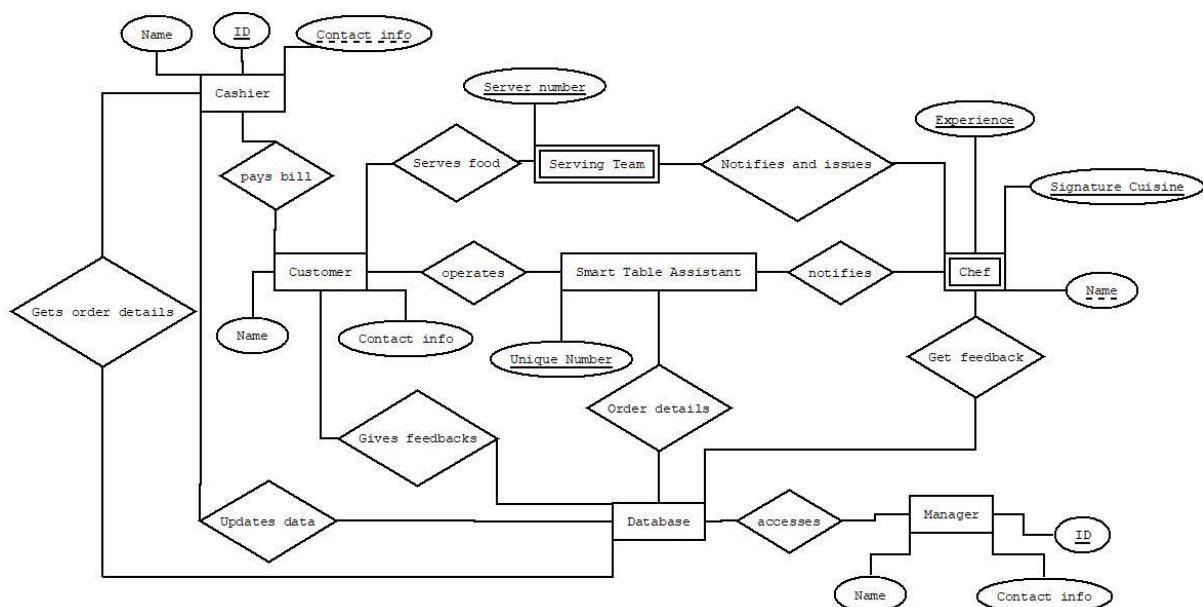 Name
ID
Contact info
Cashier
Server number
Experience
pays bill
Serves food
Serving Team
Notifies and issues
Signature Cuisine
Customer
operates
Smart Table Assistant
notifies
Chef
Name
Gets order details
Name
Contact info
Unique Number
Get feedback
Order details
Gives feedbacks
Updates data
Database
accesses
Manager
ID
Name
Contact info